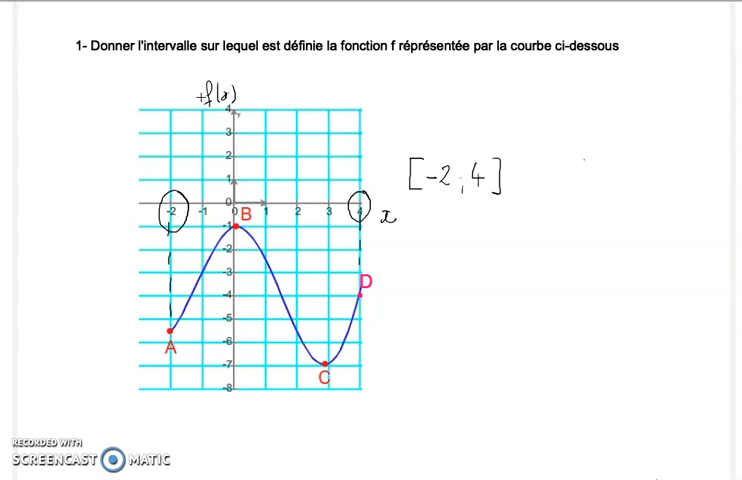 1- Donner l'intervalle sur lequel est définie la fonction f réprésentée par la courbe ci-dessous
+f(x)
4
3
2
1
[-2 ; 4]
0
-2 -1 0 1 2 3 4 x
B
-1
-2
-3
D
-4
-5
A -6
-7
C
-8
RECORDED WITH
SCREENCAST MATIC